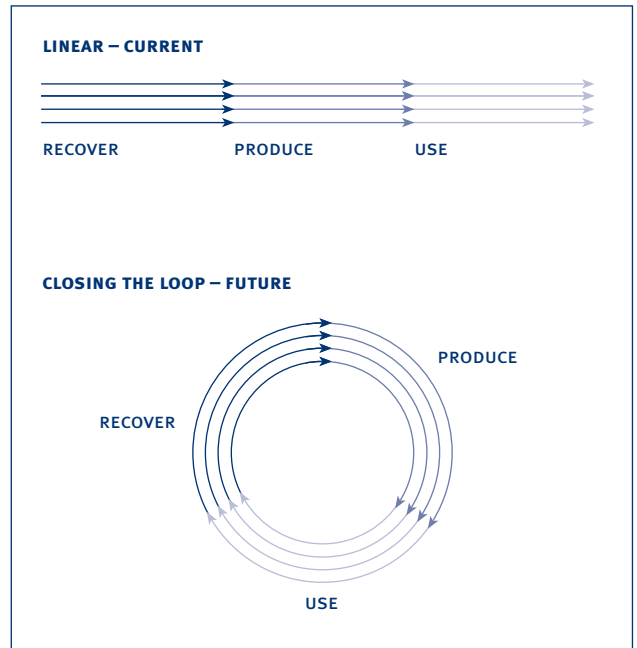 LINEAR – CURRENT
RECOVER PRODUCE USE
CLOSING THE LOOP – FUTURE
PRODUCE
RECOVER
USE